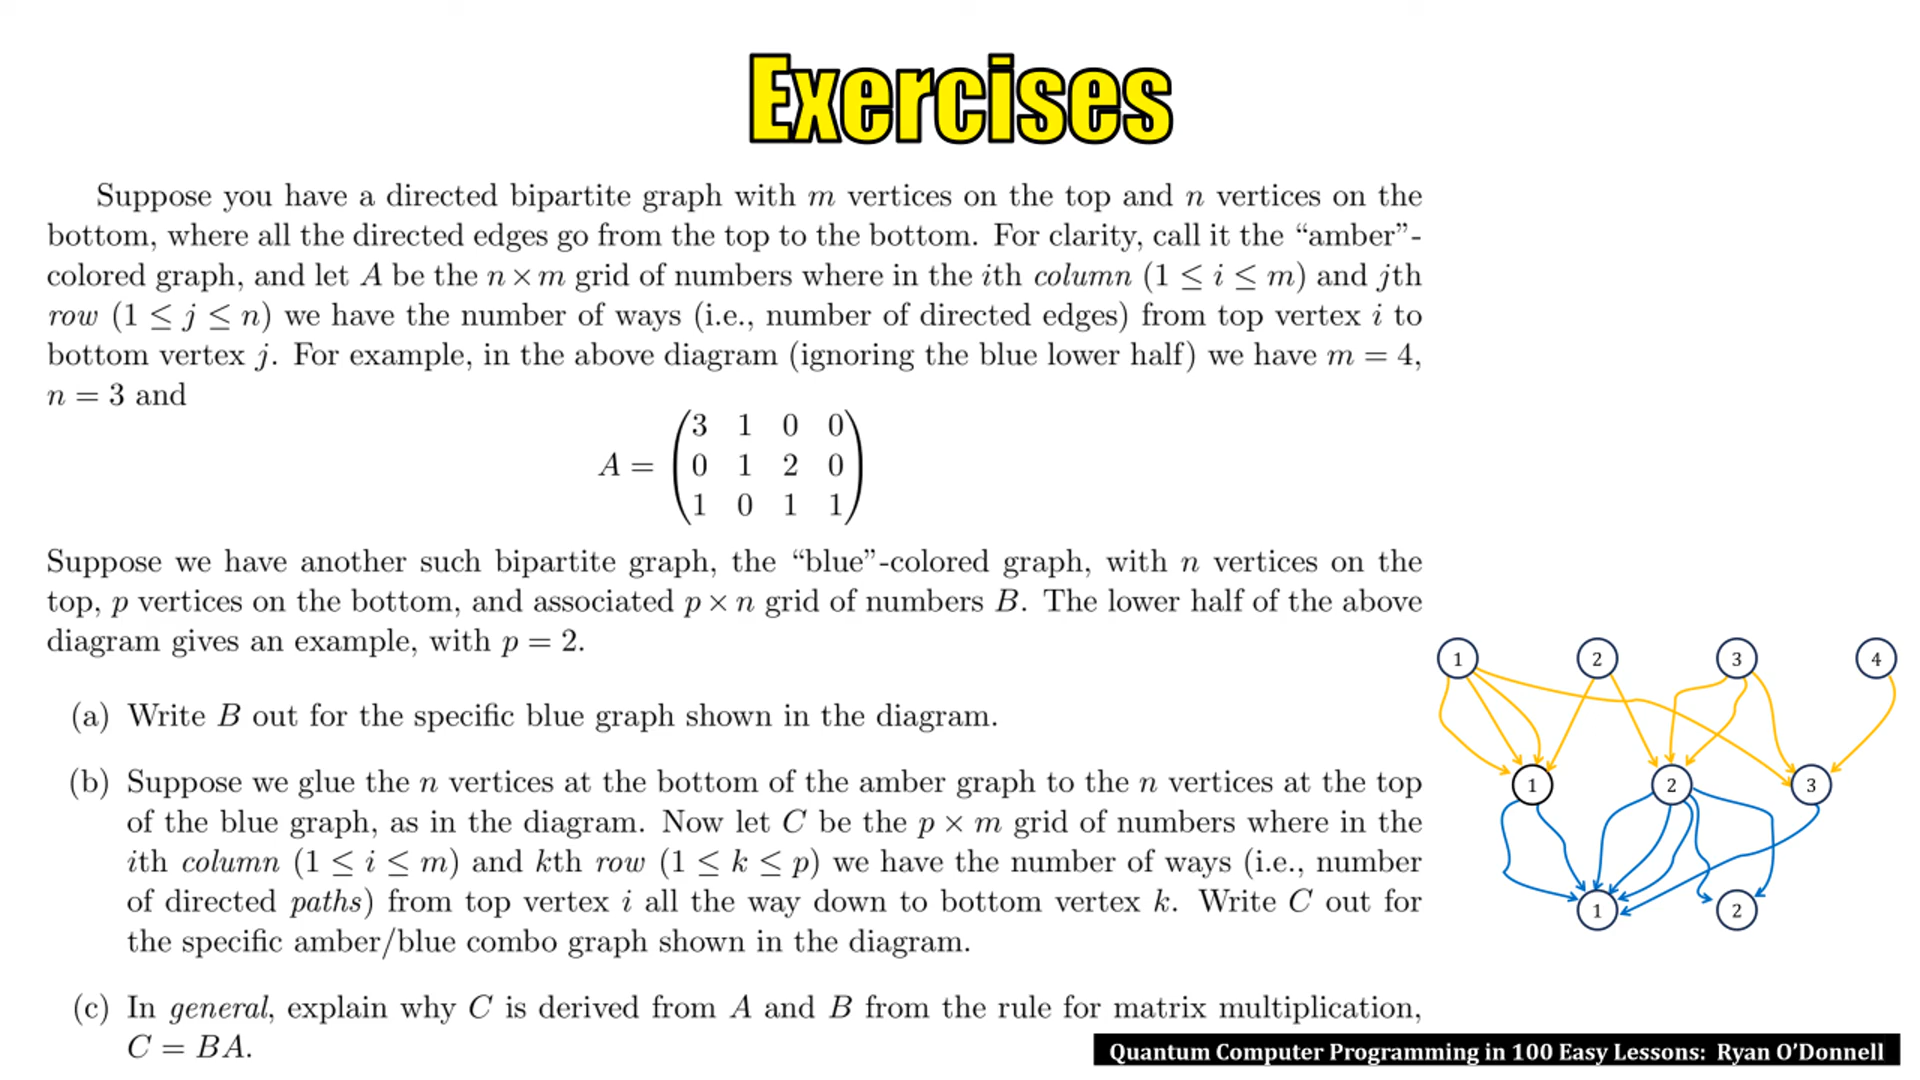 Exercises
Suppose you have a directed bipartite graph with m vertices on the top and n vertices on the
bottom, where all the directed edges go from the top to the bottom. For clarity, call it the “amber”-
colored graph, and let A be the n × m grid of numbers where in the ith column (1 ≤ i ≤ m) and jth
row (1 ≤ j ≤ n) we have the number of ways (i.e., number of directed edges) from top vertex i to
bottom vertex j. For example, in the above diagram (ignoring the blue lower half) we have m = 4,
n = 3 and
3 1 0 0
A = 0 1 2 0
1 0 1 1
Suppose we have another such bipartite graph, the “blue”-colored graph, with n vertices on the
top, p vertices on the bottom, and associated p × n grid of numbers B. The lower half of the above
diagram gives an example, with p = 2.
(a) Write B out for the specific blue graph shown in the diagram.
(b) Suppose we glue the n vertices at the bottom of the amber graph to the n vertices at the top
of the blue graph, as in the diagram. Now let C be the p × m grid of numbers where in the
ith column (1 ≤ i ≤ m) and kth row (1 ≤ k ≤ p) we have the number of ways (i.e., number
of directed paths) from top vertex i all the way down to bottom vertex k. Write C out for
the specific amber/blue combo graph shown in the diagram.
(c) In general, explain why C is derived from A and B from the rule for matrix multiplication,
C = BA.
1 2 3 4
1 2 3
1 2
Quantum Computer Programming in 100 Easy Lessons: Ryan O’Donnell